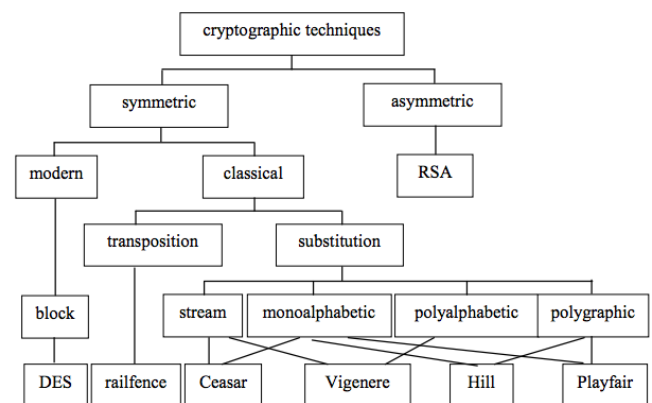 cryptographic techniques
symmetric
asymmetric
modern
classical
RSA
transposition
substitution
block
stream
monoalphabetic
polyalphabetic
polygraphic
DES
railfence
Ceasar
Vigenere
Hill
Playfair